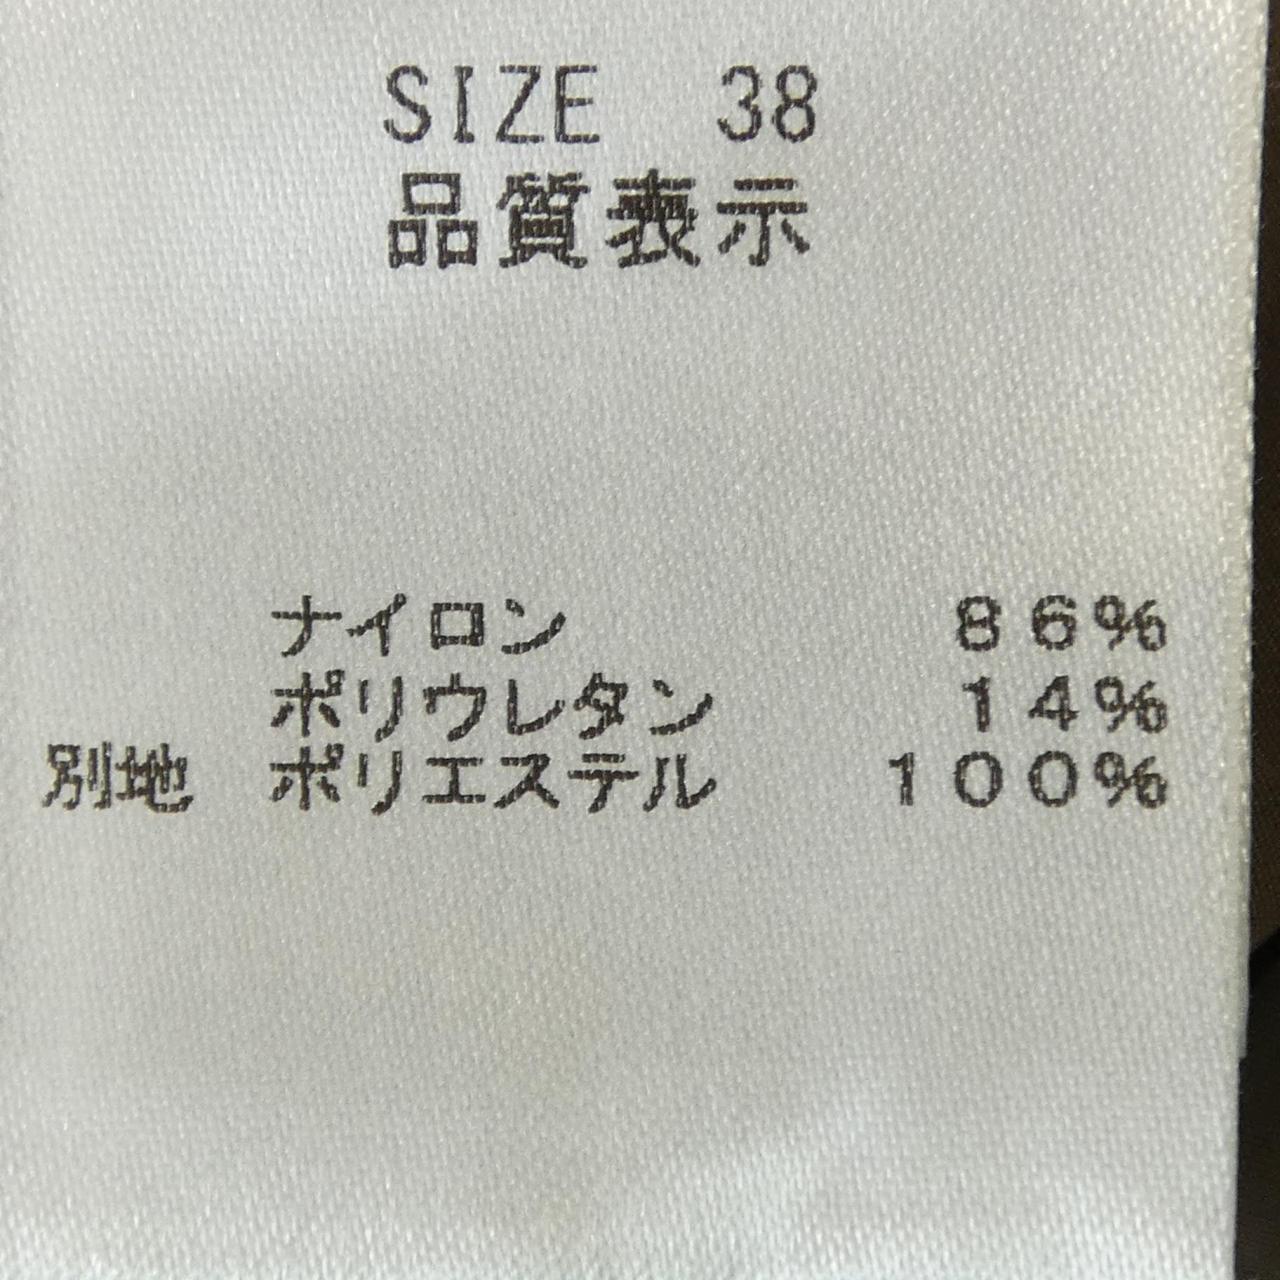 SIZE 38
品質表示
ナイロン 86%
ポリウレタン 14%
別地 ポリエステル 100%